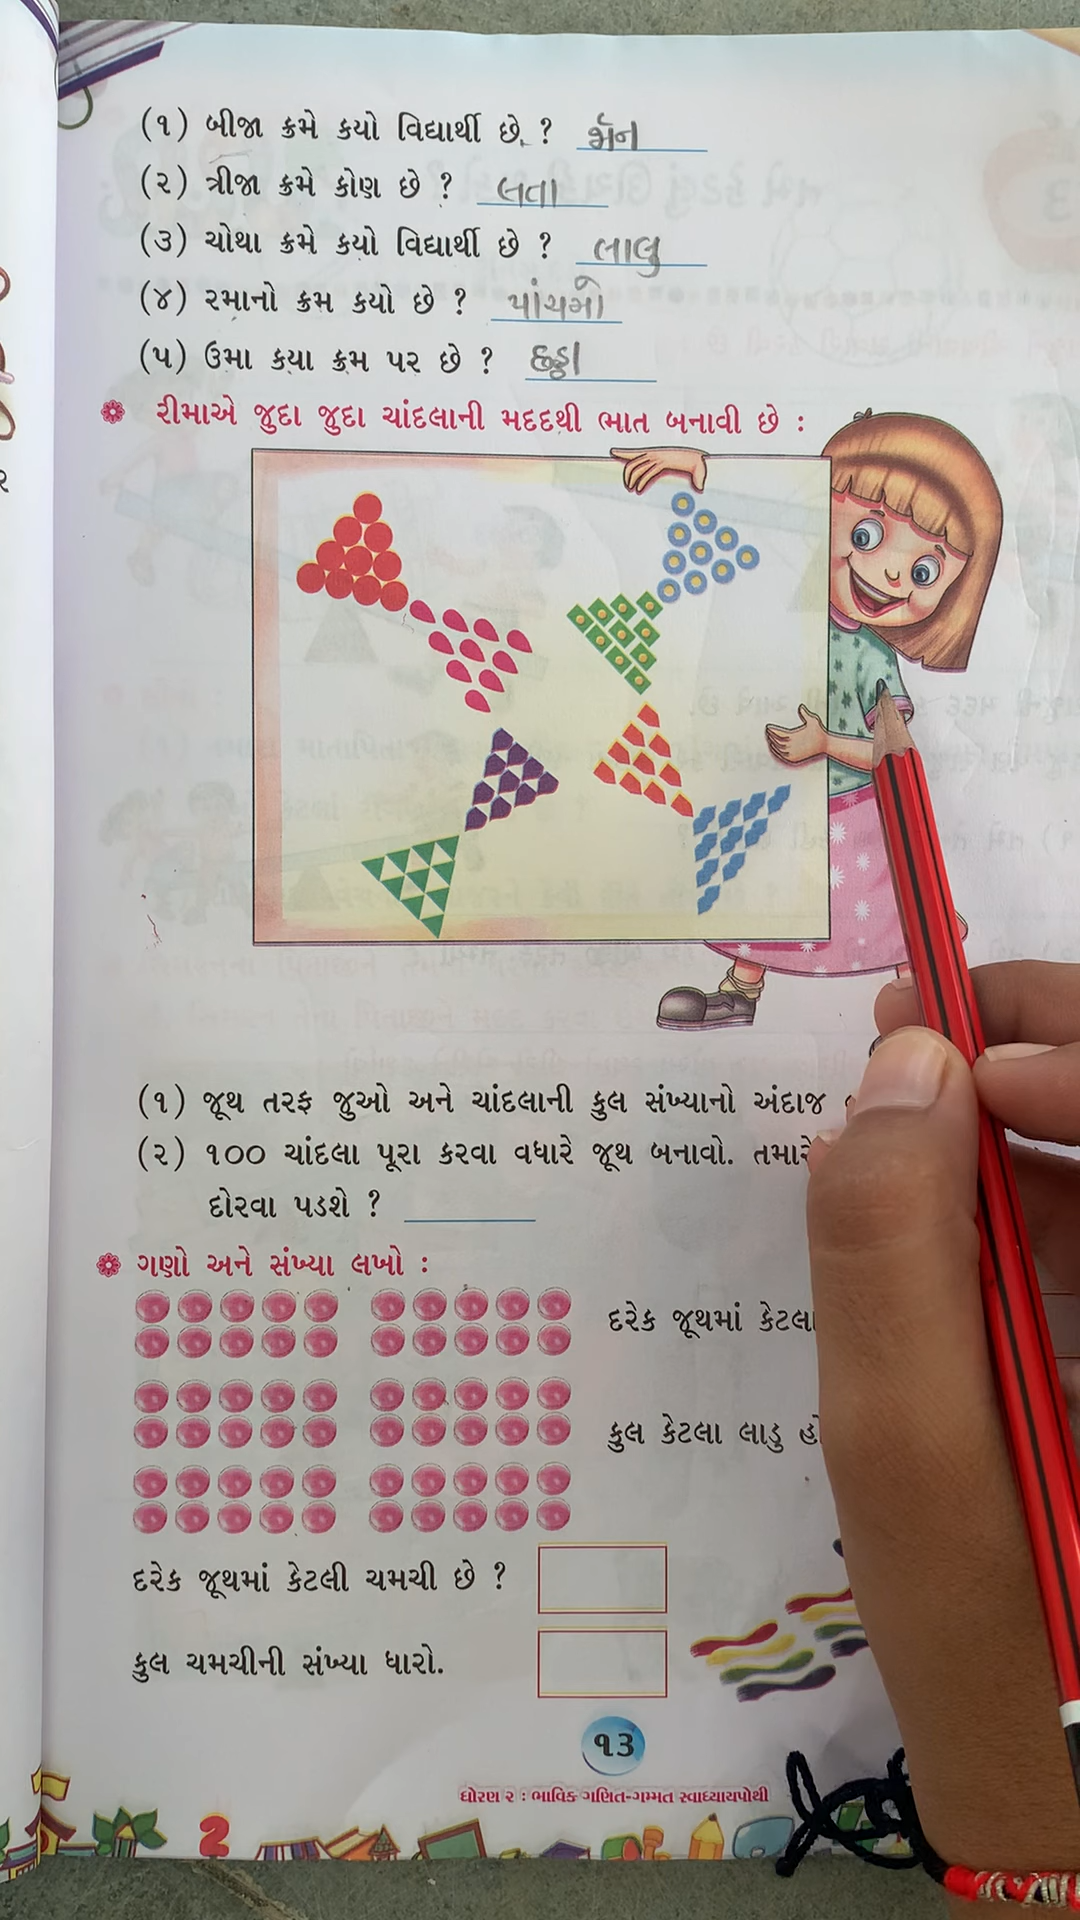 (૧) બીજા ક્રમે કયો વિદ્યાર્થી છે ? મૅન
(૨) ત્રીજા ક્રમે કોણ છે ? લતા
(૩) ચોથા ક્રમે કયો વિદ્યાર્થી છે ? લાલુ
(૪) રમાનો ક્રમ કયો છે ? પાંચમો
(૫) ઉમા કયા ક્રમ પર છે ? છઠ્ઠા
રીમાએ જુદા જુદા ચાંદલાની મદદથી ભાત બનાવી છે :
(૧) જૂથ તરફ જુઓ અને ચાંદલાની કુલ સંખ્યાનો અંદાજ
(૨) ૧૦૦ ચાંદલા પૂરા કરવા વધારે જૂથ બનાવો. તમારે
દોરવા પડશે ?
ગણો અને સંખ્યા લખો :
દરેક જૂથમાં કેટલા
કુલ કેટલા લાડુ
દરેક જૂથમાં કેટલી ચમચી છે ?
કુલ ચમચીની સંખ્યા ધારો.
૧૩
ધોરણ ૨ : ભાવિક ગણિત-ગમ્મત સ્વાધ્યાયપોથી
2